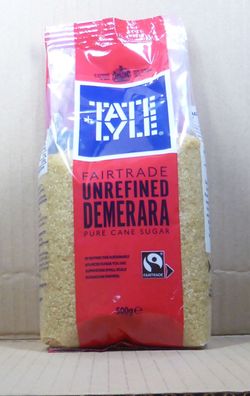 TATE
+
LYLE®
FAIRTRADE
UNREFINED
DEMERARA
PURE CANE SUGAR
FAIRTRADE
500g e